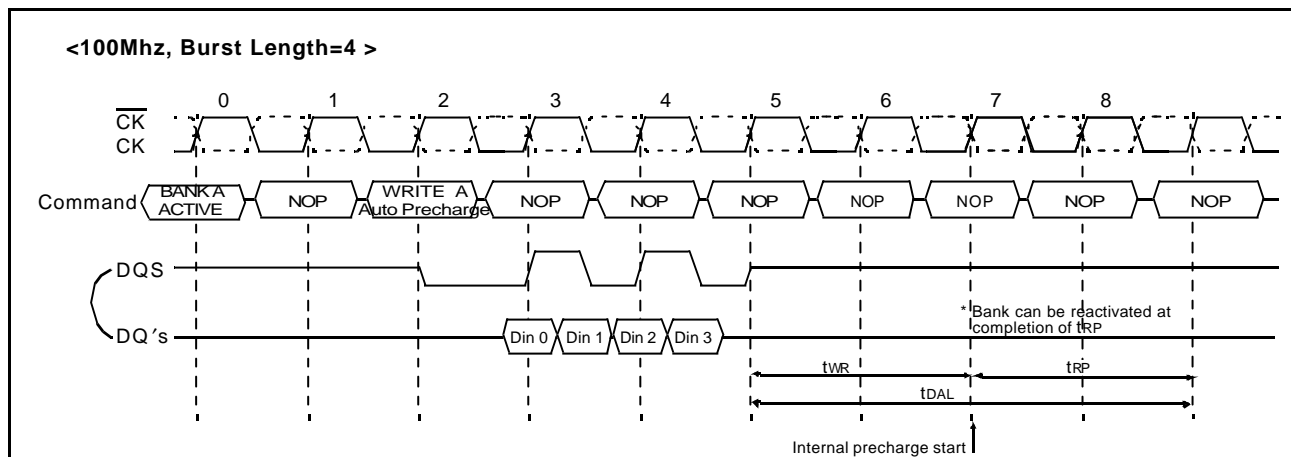 <100Mhz, Burst Length=4 >
0 1 2 3 4 5 6 7 8
CK
CK
Command
BANK A
ACTIVE
NOP
WRITE A
Auto Precharge
NOP
NOP
NOP
NOP
NOP
NOP
NOP
DQS
DQ's
Din 0
Din 1
Din 2
Din 3
* Bank can be reactivated at
completion of tRP
tWR
tRP
tDAL
Internal precharge start